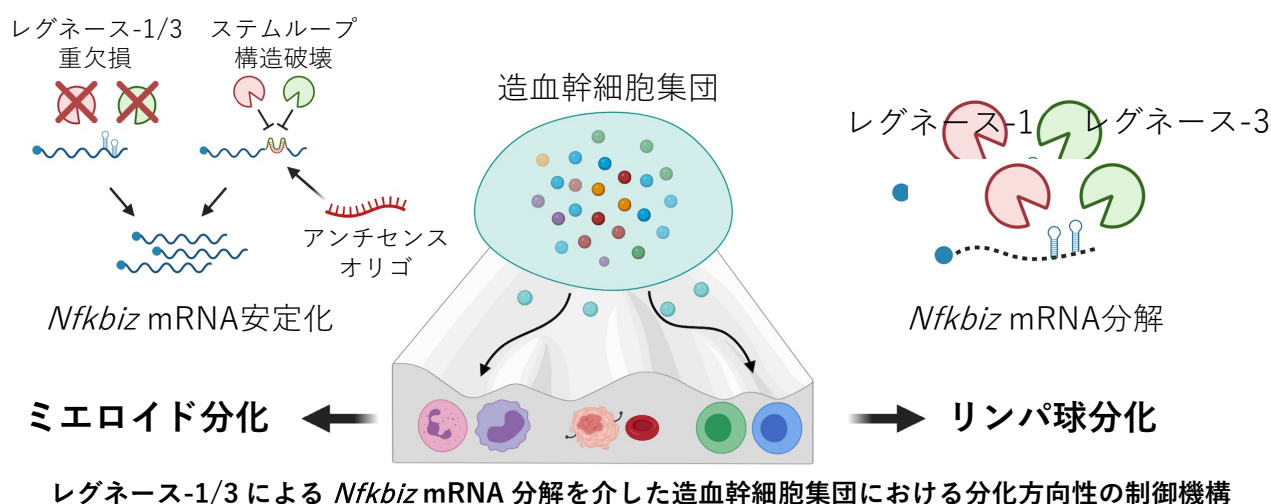 レグネース-1/3
重欠損
ステムループ
構造破壊
アンチセンス
オリゴ
Nfkbiz mRNA安定化
ミエロイド分化
造血幹細胞集団
レグネース-1
レグネース-3
Nfkbiz mRNA分解
リンパ球分化
レグネース-1/3 による Nfkbiz mRNA 分解を介した造血幹細胞集団における分化方向性の制御機構